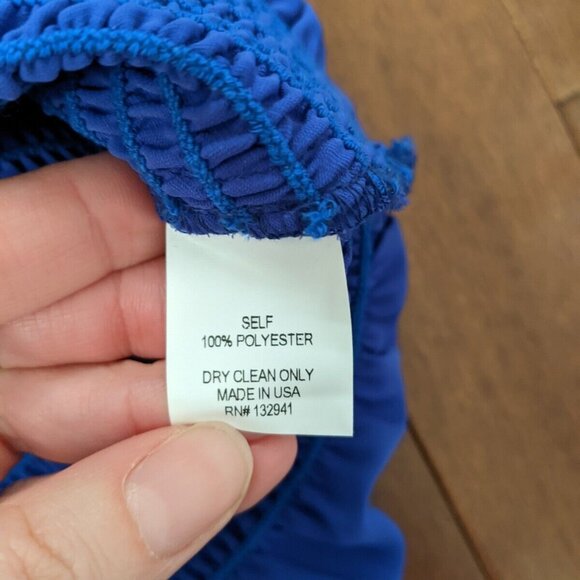 SELF
100% POLYESTER
DRY CLEAN ONLY
MADE IN USA
RN# 132941